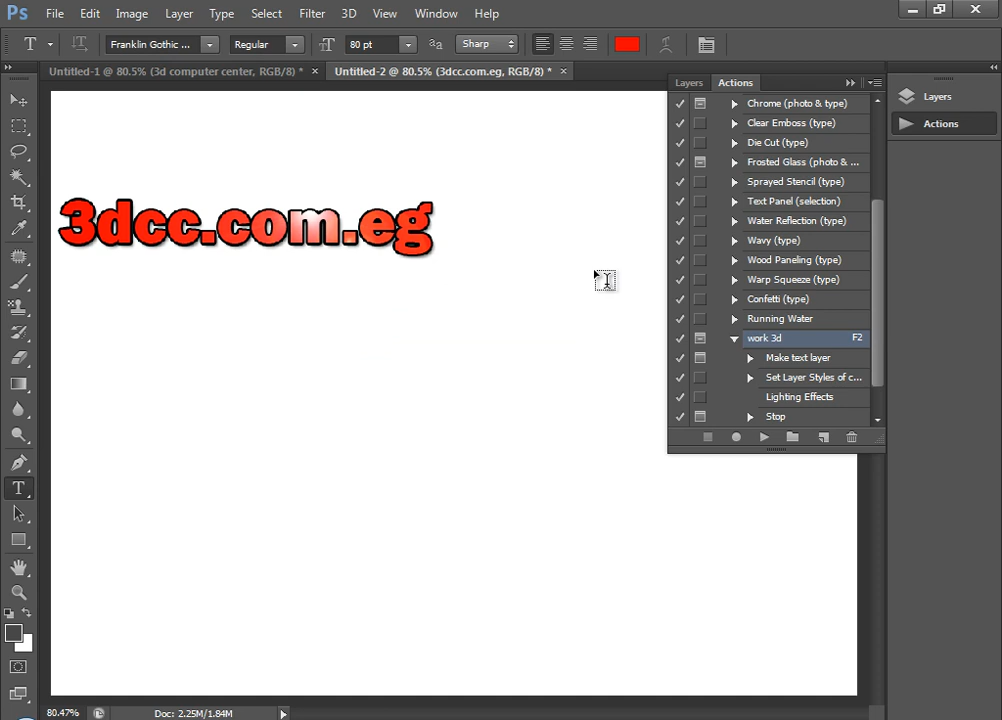 Ps File Edit Image Layer Type Select Filter 3D View Window Help
T Franklin Gothic ... Regular 80 pt aa Sharp
Untitled-1 @ 80.5% (3d computer center, RGB/8) * × Untitled-2 @ 80.5% (3dcc.com.eg, RGB/8) * ×
Layers Actions
Layers
Actions
Chrome (photo & type)
Clear Emboss (type)
Die Cut (type)
Frosted Glass (photo & ...
Sprayed Stencil (type)
Text Panel (selection)
Water Reflection (type)
Wavy (type)
Wood Paneling (type)
Warp Squeeze (type)
Confetti (type)
Running Water
work 3d F2
Make text layer
Set Layer Styles of c...
Lighting Effects
Stop
3dcc.com.eg
80.47% Doc: 2.25M/1.84M